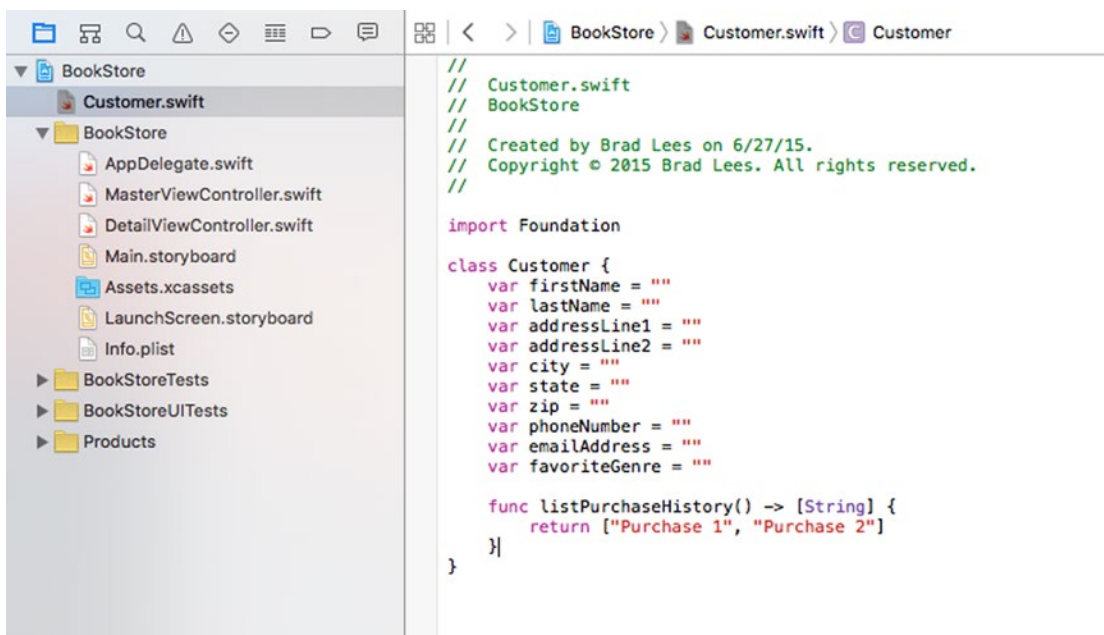 BookStore
Customer.swift
BookStore
AppDelegate.swift
MasterViewController.swift
DetailViewController.swift
Main.storyboard
Assets.xcassets
LaunchScreen.storyboard
Info.plist
BookStoreTests
BookStoreUITests
Products
BookStore 〉 Customer.swift 〉 C Customer
//
//  Customer.swift
//  BookStore
//
//  Created by Brad Lees on 6/27/15.
//  Copyright © 2015 Brad Lees. All rights reserved.
//
import Foundation
class Customer {
    var firstName = ""
    var lastName = ""
    var addressLine1 = ""
    var addressLine2 = ""
    var city = ""
    var state = ""
    var zip = ""
    var phoneNumber = ""
    var emailAddress = ""
    var favoriteGenre = ""
    func listPurchaseHistory() -> [String] {
        return ["Purchase 1", "Purchase 2"]
    }
}